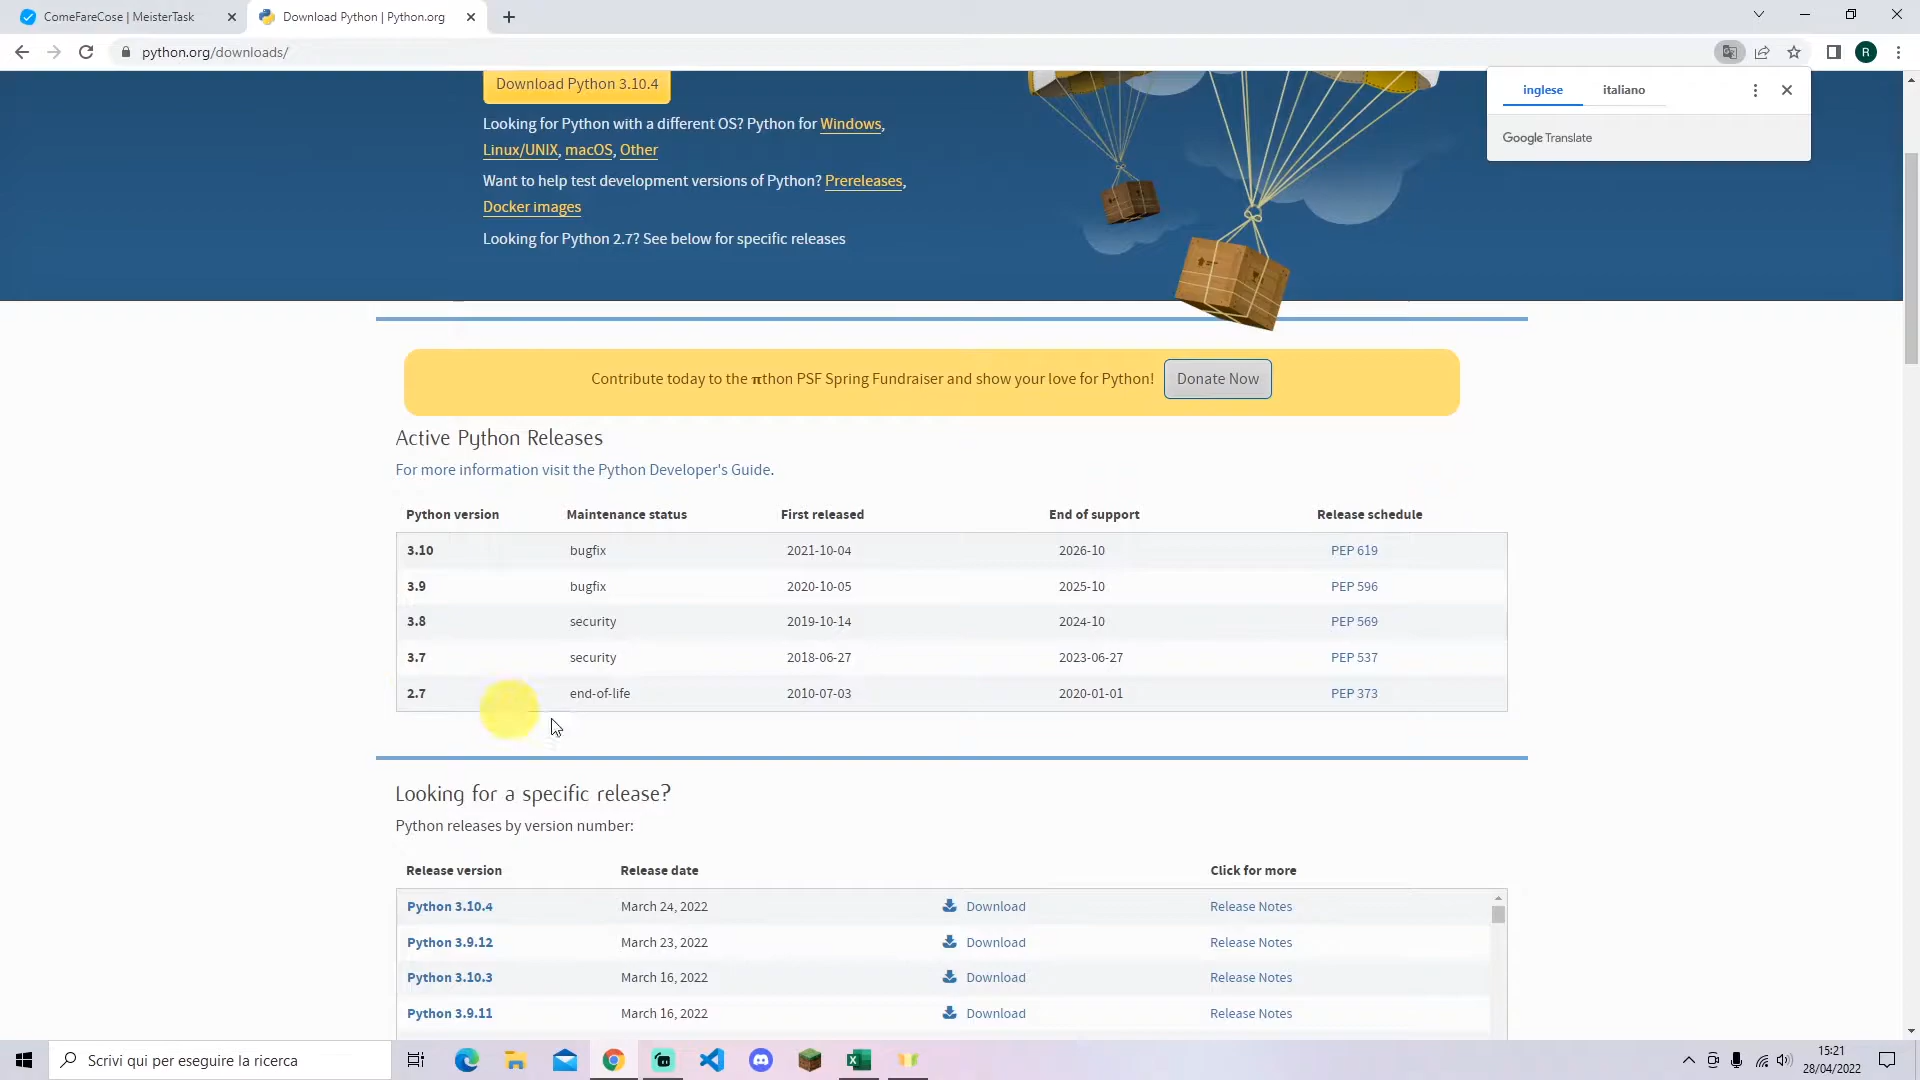 ComeFareCose | MeisterTask
Download Python | Python.org
python.org/downloads/
R
Download Python 3.10.4
inglese italiano
Google Translate
Looking for Python with a different OS? Python for Windows,
Linux/UNIX, macOS, Other
Want to help test development versions of Python? Prereleases,
Docker images
Looking for Python 2.7? See below for specific releases
Contribute today to the πthon PSF Spring Fundraiser and show your love for Python! Donate Now
Active Python Releases
For more information visit the Python Developer's Guide.
Python version Maintenance status First released End of support Release schedule
3.10 bugfix 2021-10-04 2026-10 PEP 619
3.9 bugfix 2020-10-05 2025-10 PEP 596
3.8 security 2019-10-14 2024-10 PEP 569
3.7 security 2018-06-27 2023-06-27 PEP 537
2.7 end-of-life 2010-07-03 2020-01-01 PEP 373
Looking for a specific release?
Python releases by version number:
Release version Release date Click for more
Python 3.10.4 March 24, 2022 Download Release Notes
Python 3.9.12 March 23, 2022 Download Release Notes
Python 3.10.3 March 16, 2022 Download Release Notes
Python 3.9.11 March 16, 2022 Download Release Notes
Scrivi qui per eseguire la ricerca
15:21
28/04/2022